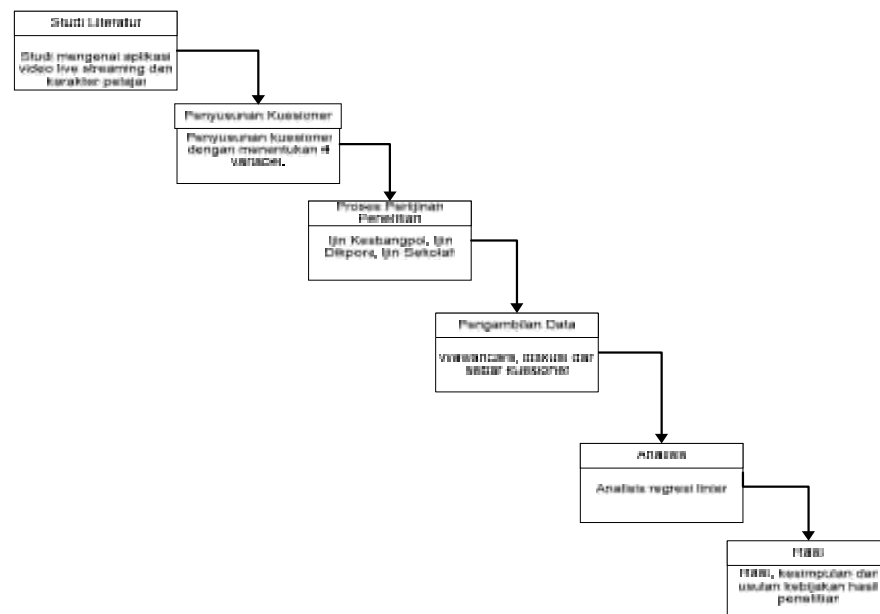 Studi Literatur
Studi mengenai aplikasi
video live streaming dan
karakter pelajar
Penyusunan Kuesioner
Penyusunan kuesioner
dengan menentukan 4
variabel.
Proses Perijinan
Penelitian
Ijin Kesbangpol, Ijin
Dikpora, Ijin Sekolah
Pengambilan Data
Wawancara, diskusi dan
sebar kuesioner
Analisis
Analisis regresi linier
Hasil
Hasil, kesimpulan dan
usulan kebijakan hasil
penelitian